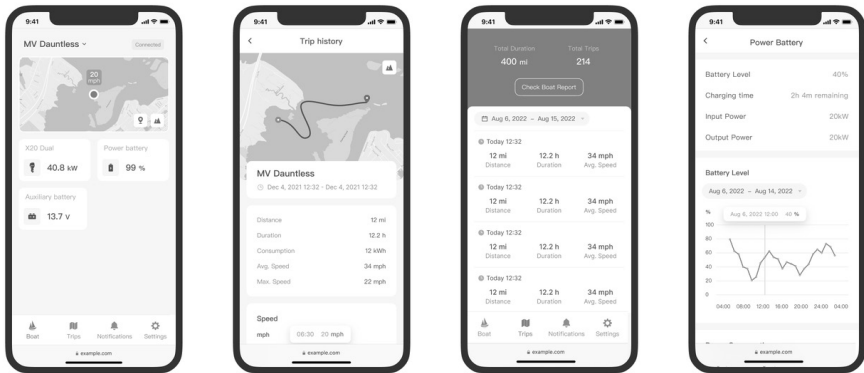 9:41
MV Dauntless
Connected
20
mph
X20 Dual
40.8 kW
Power battery
99 %
Auxiliary battery
13.7 V
Boat Trips Notifications Settings
example.com
9:41
Trip history
MV Dauntless
Dec 4, 2021 12:32 - Dec 4, 2021 12:32
Distance 12 mi
Duration 12.2 h
Consumption 12 kWh
Avg. Speed 34 mph
Max. Speed 22 mph
Speed
mph 06:30 20 mph
example.com
9:41
Total Duration Total Trips
400 mi 214
Check Boat Report
Aug 6, 2022 - Aug 15, 2022
Today 12:32
12 mi 12.2 h 34 mph
Distance Duration Avg. Speed
Today 12:32
12 mi 12.2 h 34 mph
Distance Duration Avg. Speed
Today 12:32
12 mi 12.2 h 34 mph
Distance Duration Avg. Speed
Today 12:32
12 mi 12.2 h 34 mph
Distance Duration Avg. Speed
Boat Trips Notifications Settings
example.com
9:41
Power Battery
Battery Level 40%
Charging time 2h 4m remaining
Input Power 20kW
Output Power 20kW
Battery Level
Aug 6, 2022 - Aug 14, 2022
% Aug 6, 2022 12:00 40 %
100
80
60
40
20
0
04:00 08:00 12:00 16:00 20:00 24:00 04:00
example.com